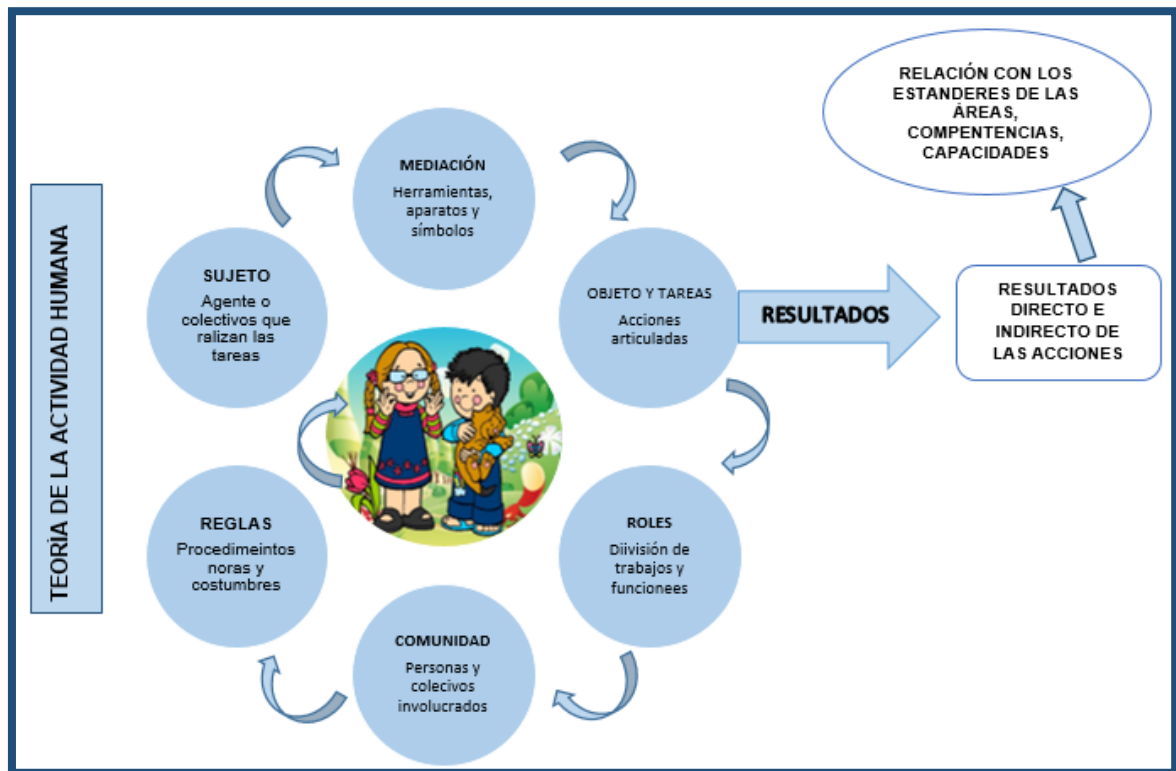 TEORÌA DE LA ACTIVIDAD HUMANA
MEDIACIÓN
Herramientas,
aparatos y
símbolos
SUJETO
Agente o
colectivos que
ralizan las
tareas
OBJETO Y TAREAS
Acciones
articuladas
RESULTADOS
RESULTADOS
DIRECTO E
INDIRECTO DE
LAS ACCIONES
RELACIÓN CON LOS
ESTANDERES DE LAS
ÁREAS,
COMPENTENCIAS,
CAPACIDADES
REGLAS
Procedimeintos
noras y
costumbres
ROLES
Diivisión de
trabajos y
funcionees
COMUNIDAD
Personas y
colecivos
involucrados